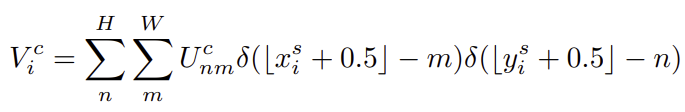 V_i^c = \sum_n^H \sum_m^W U_{nm}^c \delta(\lfloor x_i^s + 0.5 \rfloor - m) \delta(\lfloor y_i^s + 0.5 \rfloor - n)